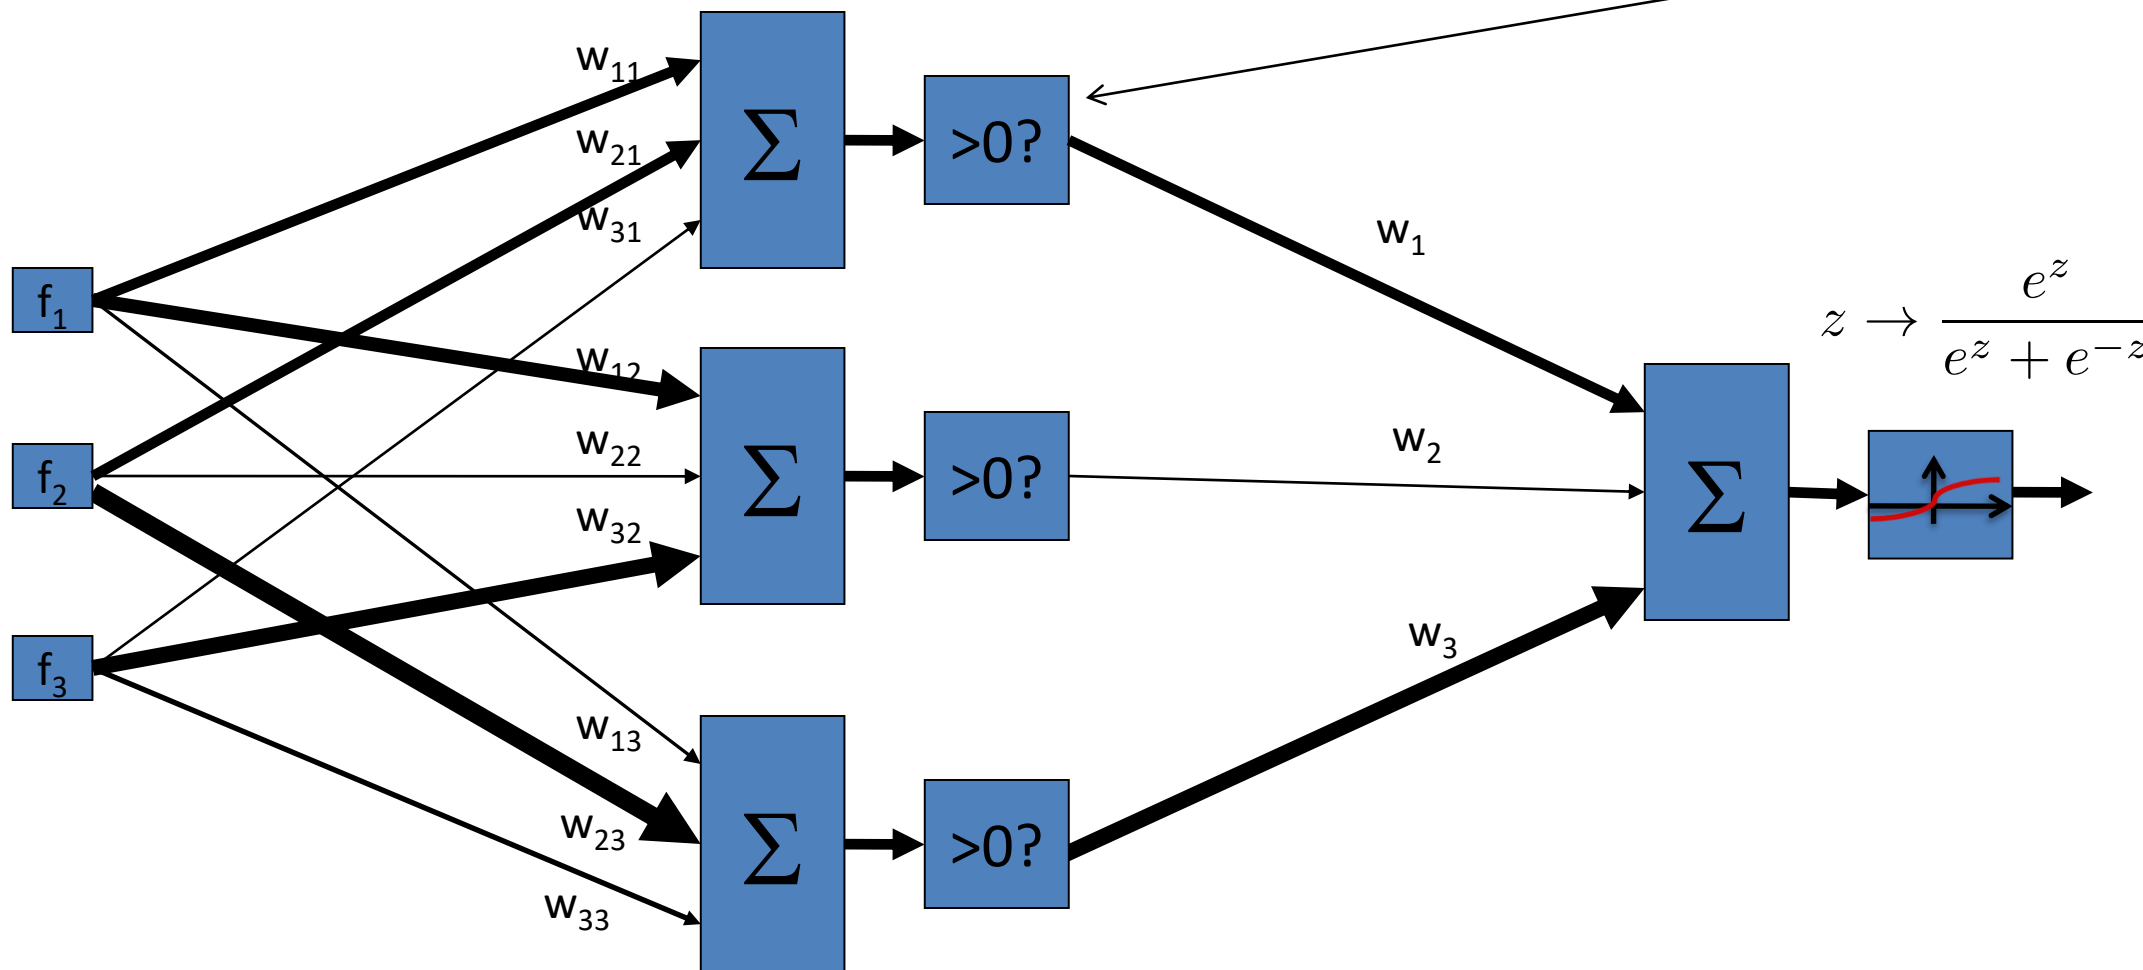 w₁₁
w₂₁
w₃₁
∑
>0?
w₁
f₁
w₁₂
z → e^z / (e^z + e^−z)
w₂₂
∑
>0?
w₂
f₂
w₃₂
∑
w₃
f₃
w₁₃
w₂₃
∑
>0?
w₃₃